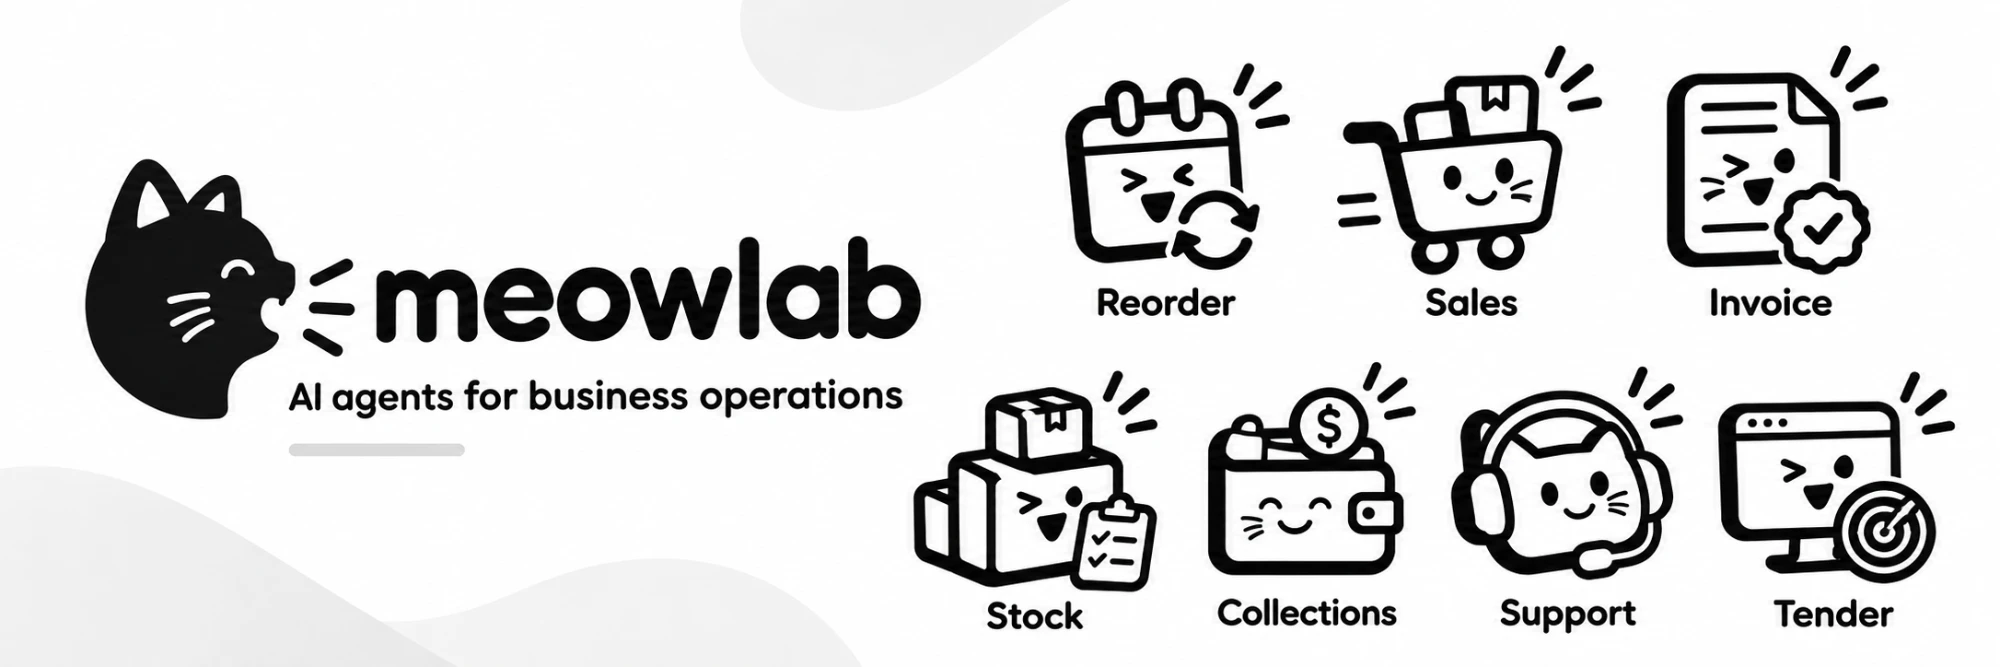 meowlab
AI agents for business operations
Reorder
Sales
Invoice
$
Stock
Collections
Support
Tender